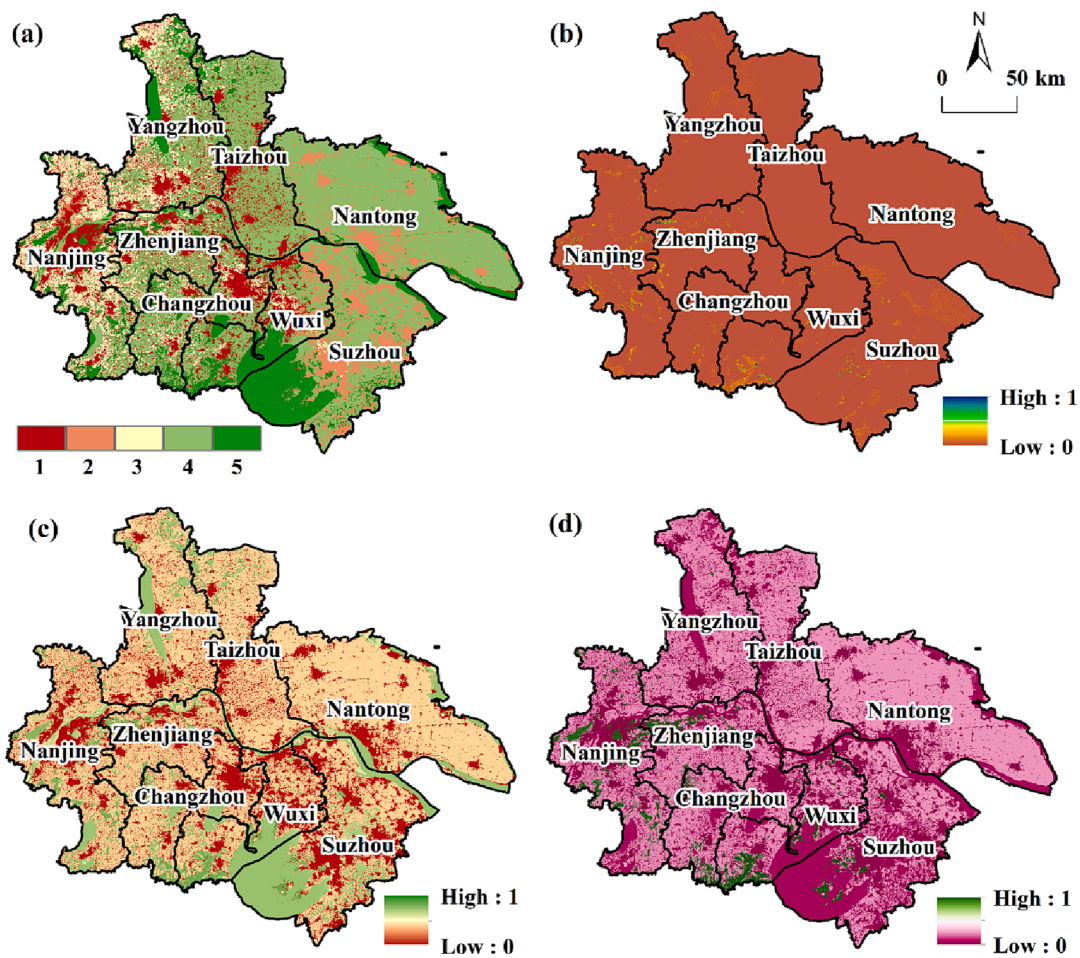 (a)
Yangzhou
Taizhou
Nantong
Zhenjiang
Nanjing
Changzhou
Wuxi
Suzhou
1 2 3 4 5
(b)
N
0 50 km
Yangzhou
Taizhou
Nantong
Zhenjiang
Nanjing
Changzhou
Wuxi
Suzhou
High : 1
Low : 0
(c)
Yangzhou
Taizhou
Nantong
Zhenjiang
Nanjing
Changzhou
Wuxi
Suzhou
High : 1
Low : 0
(d)
Yangzhou
Taizhou
Nantong
Zhenjiang
Nanjing
Changzhou
Wuxi
Suzhou
High : 1
Low : 0